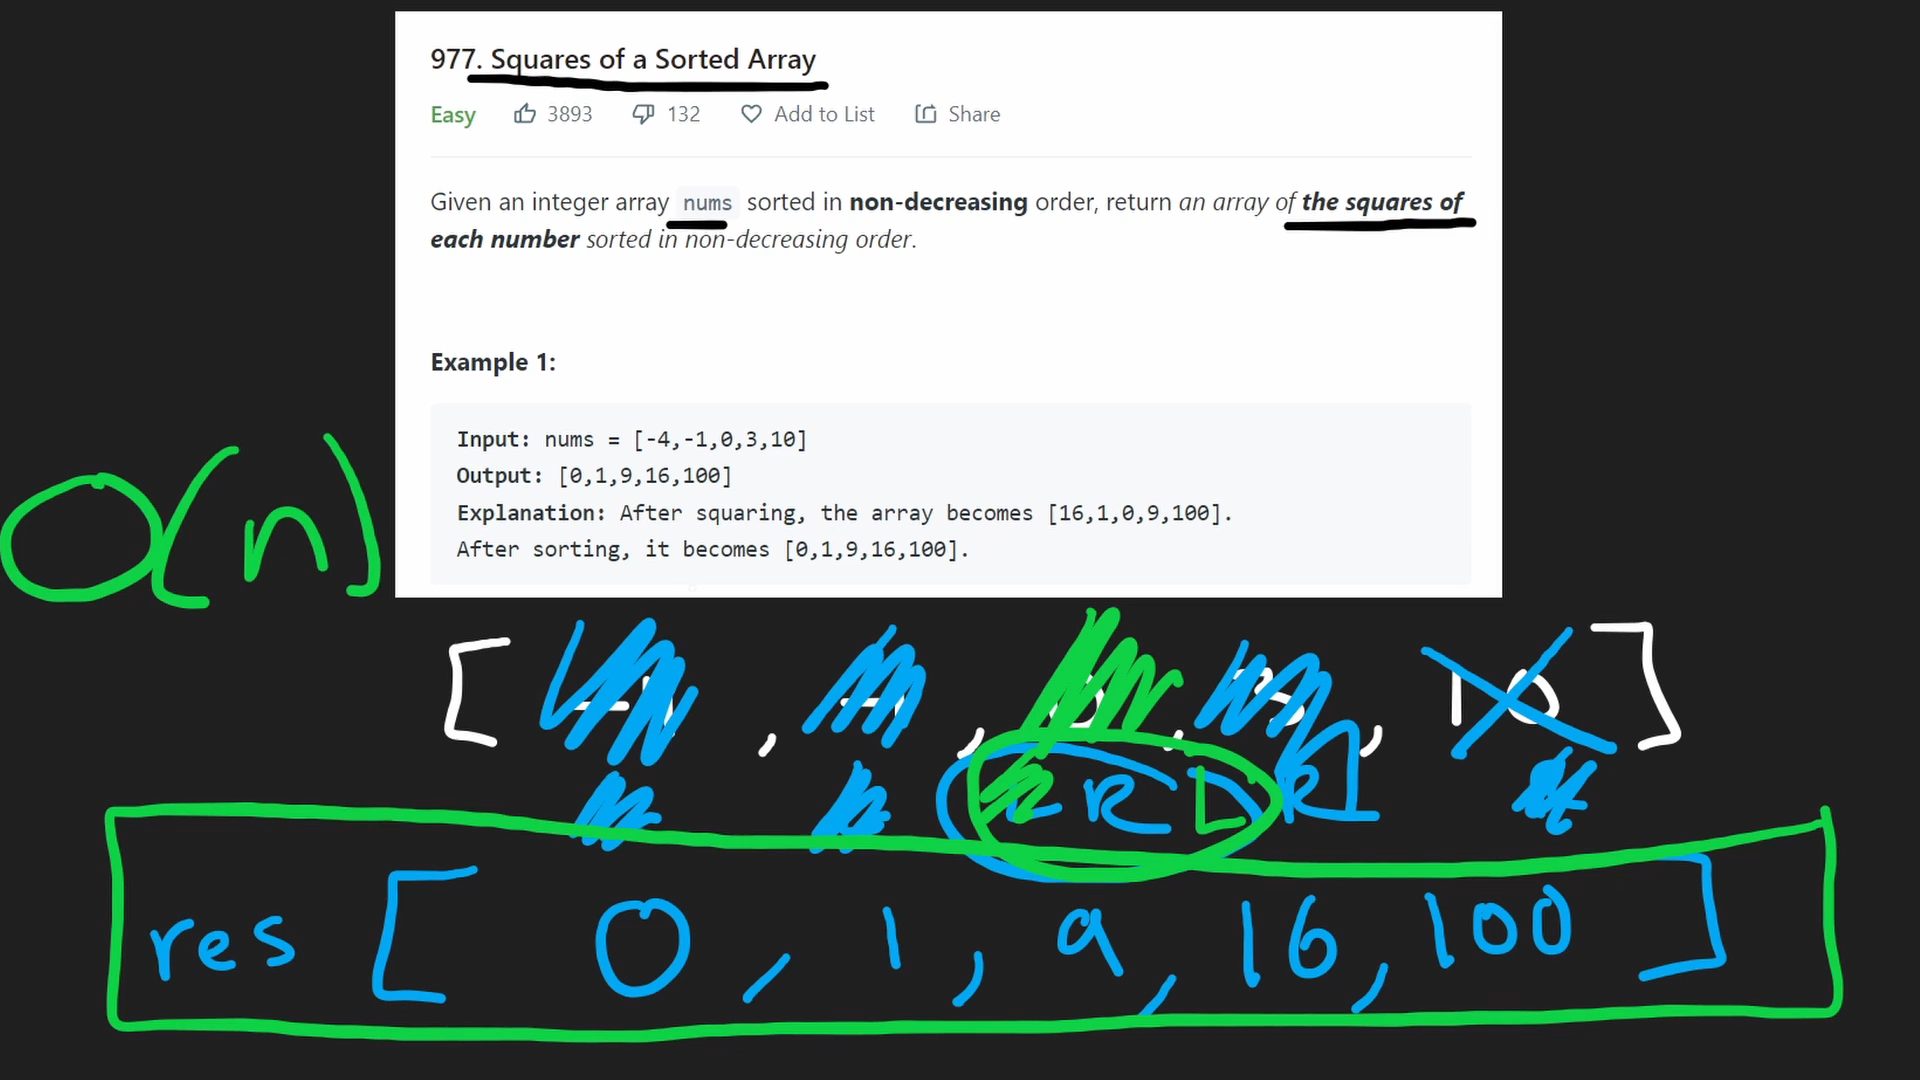 977. Squares of a Sorted Array
Easy 3893 132 Add to List Share
Given an integer array nums sorted in non-decreasing order, return an array of the squares of
each number sorted in non-decreasing order.
Example 1:
Input: nums = [-4,-1,0,3,10]
Output: [0,1,9,16,100]
Explanation: After squaring, the array becomes [16,1,0,9,100].
After sorting, it becomes [0,1,9,16,100].
O(n)
[ , , 0 , 3 , 10 ]
L R L R
res [ 0 , 1 , 9 , 16 , 100 ]